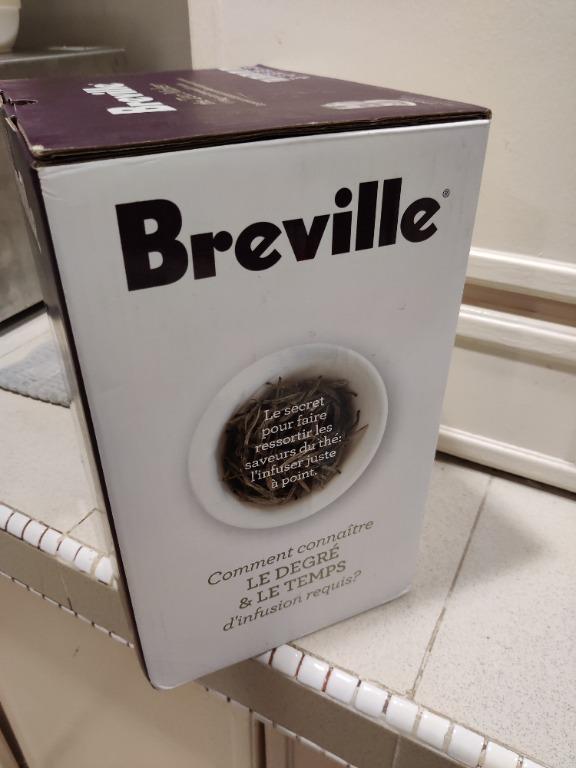 Breville
Breville®
Le secret
pour faire
ressortir les
saveurs du thé:
l'infuser juste
à point.
Comment connaître
LE DEGRÉ
& LE TEMPS
d'infusion requis?